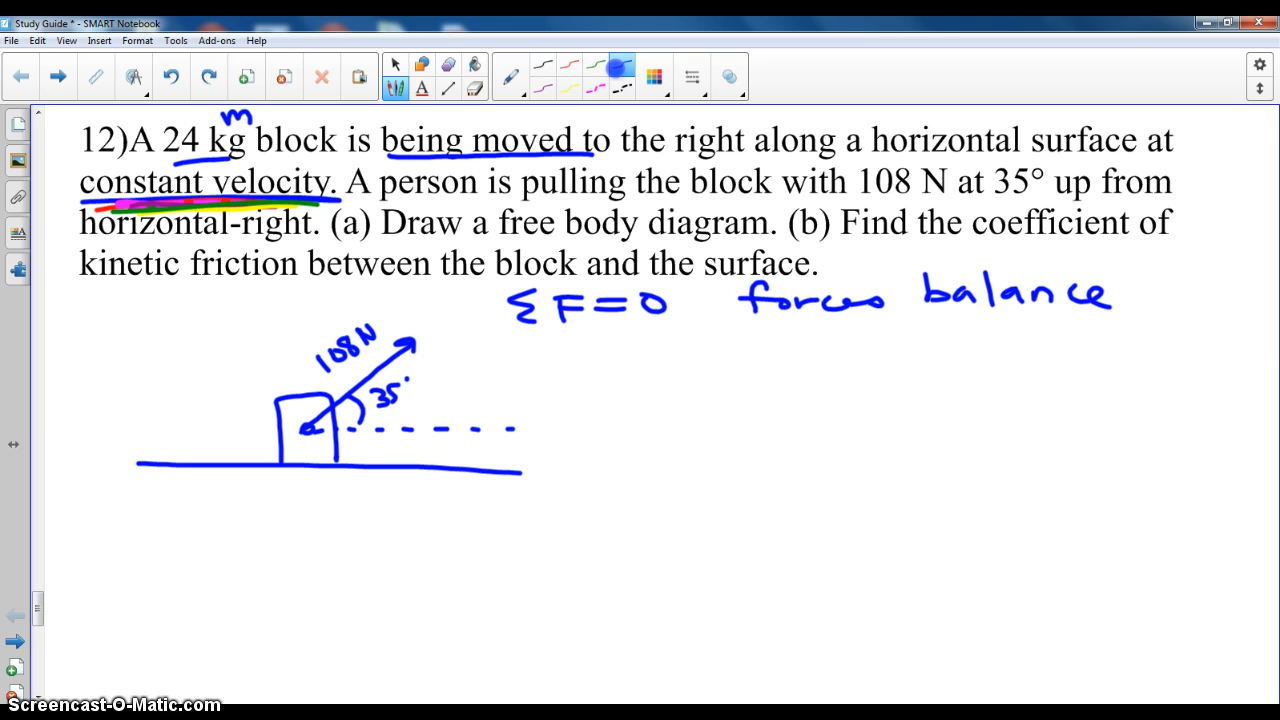 Study Guide * - SMART Notebook
File Edit View Insert Format Tools Add-ons Help
m
12)A 24 kg block is being moved to the right along a horizontal surface at
constant velocity. A person is pulling the block with 108 N at 35° up from
horizontal-right. (a) Draw a free body diagram. (b) Find the coefficient of
kinetic friction between the block and the surface.
ΣF=0 forces balance
108N
35°
Screencast-O-Matic.com